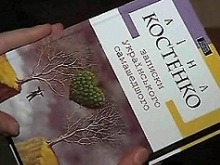 ЛІНА
КОСТЕНКО
записки
українського
самашедшого